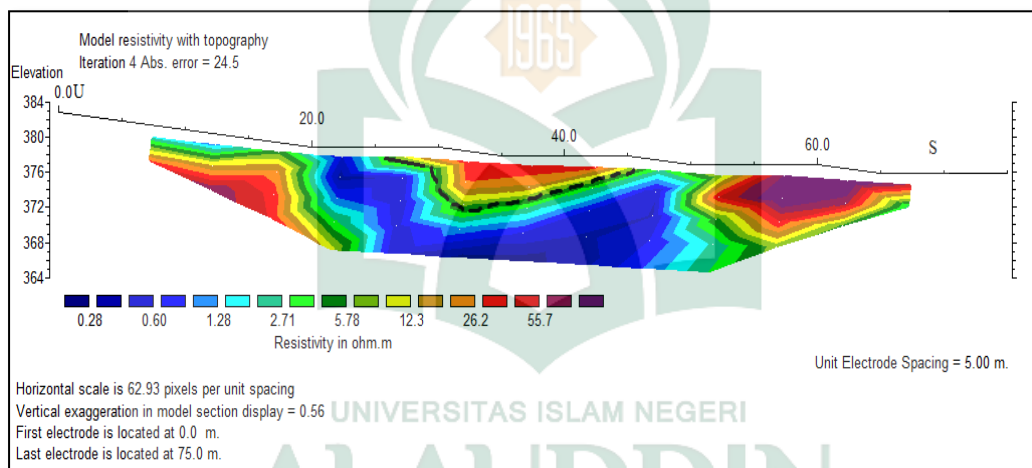 1965
Model resistivity with topography
Iteration 4 Abs. error = 24.5
Elevation
0.0U
384
380
376
372
368
364
20.0
40.0
60.0
S
0.28 0.60 1.28 2.71 5.78 12.3 26.2 55.7
Resistivity in ohm.m
Unit Electrode Spacing = 5.00 m.
Horizontal scale is 62.93 pixels per unit spacing
Vertical exaggeration in model section display = 0.56
First electrode is located at 0.0 m.
Last electrode is located at 75.0 m.
UNIVERSITAS ISLAM NEGERI
ALAUDDIN